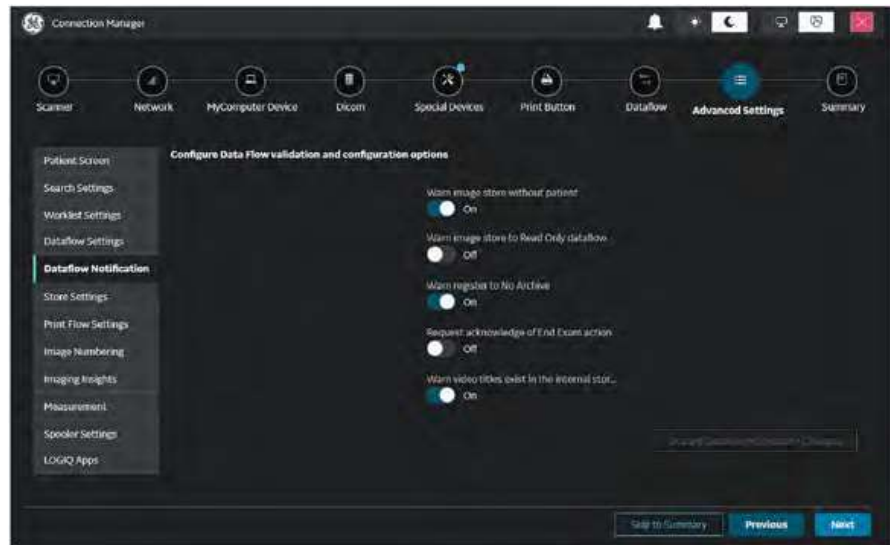 Connection Manager
Scanner
Network
MyComputer Device
Dicom
Special Devices
Print Button
Dataflow
Advanced Settings
Summary
Patient Screen
Search Settings
Worklist Settings
Dataflow Settings
Dataflow Notification
Store Settings
Print Flow Settings
Image Numbering
Imaging Insights
Measurement
Spooler Settings
LOGIQ Apps
Configure Data Flow validation and configuration options
Warn image store without patient
On
Warn image store to Read Only dataflow
Off
Warn register to No Archive
On
Request acknowledge of End Exam action
Off
Warn video titles exist in the internal stor...
On
Skip to Summary
Previous
Next